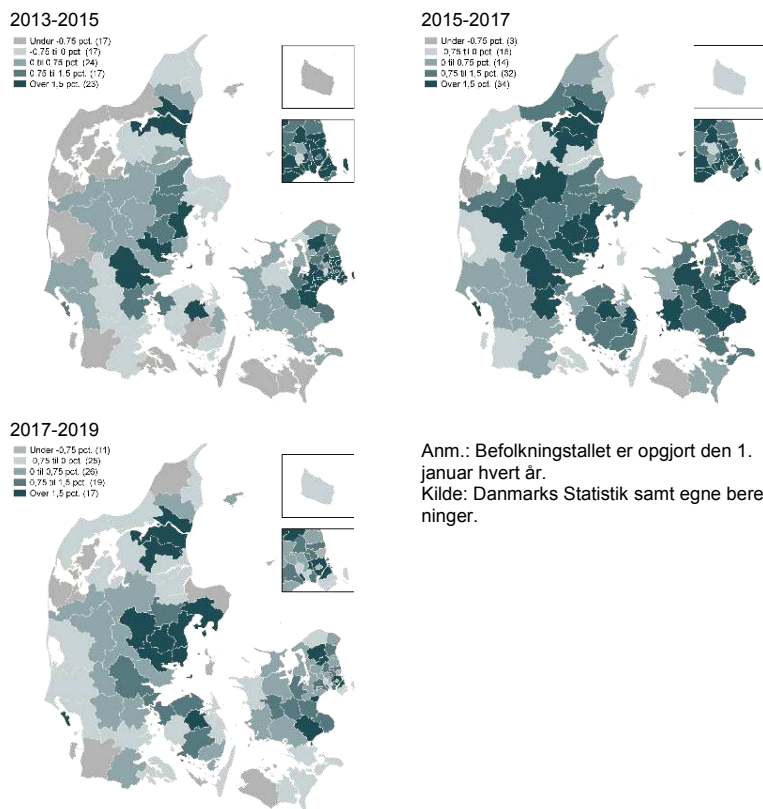 2013-2015
Under -0,75 pct. (17)
-0,75 til 0 pct. (17)
0 til 0,75 pct. (24)
0,75 til 1,5 pct. (17)
Over 1,5 pct. (23)
2015-2017
Under -0,75 pct. (3)
-0,75 til 0 pct. (15)
0 til 0,75 pct. (14)
0,75 til 1,5 pct. (32)
Over 1,5 pct. (34)
2017-2019
Under -0,75 pct. (11)
-0,75 til 0 pct. (25)
0 til 0,75 pct. (26)
0,75 til 1,5 pct. (19)
Over 1,5 pct. (17)
Anm.: Befolkningstallet er opgjort den 1.
januar hvert år.
Kilde: Danmarks Statistik samt egne bere
ninger.